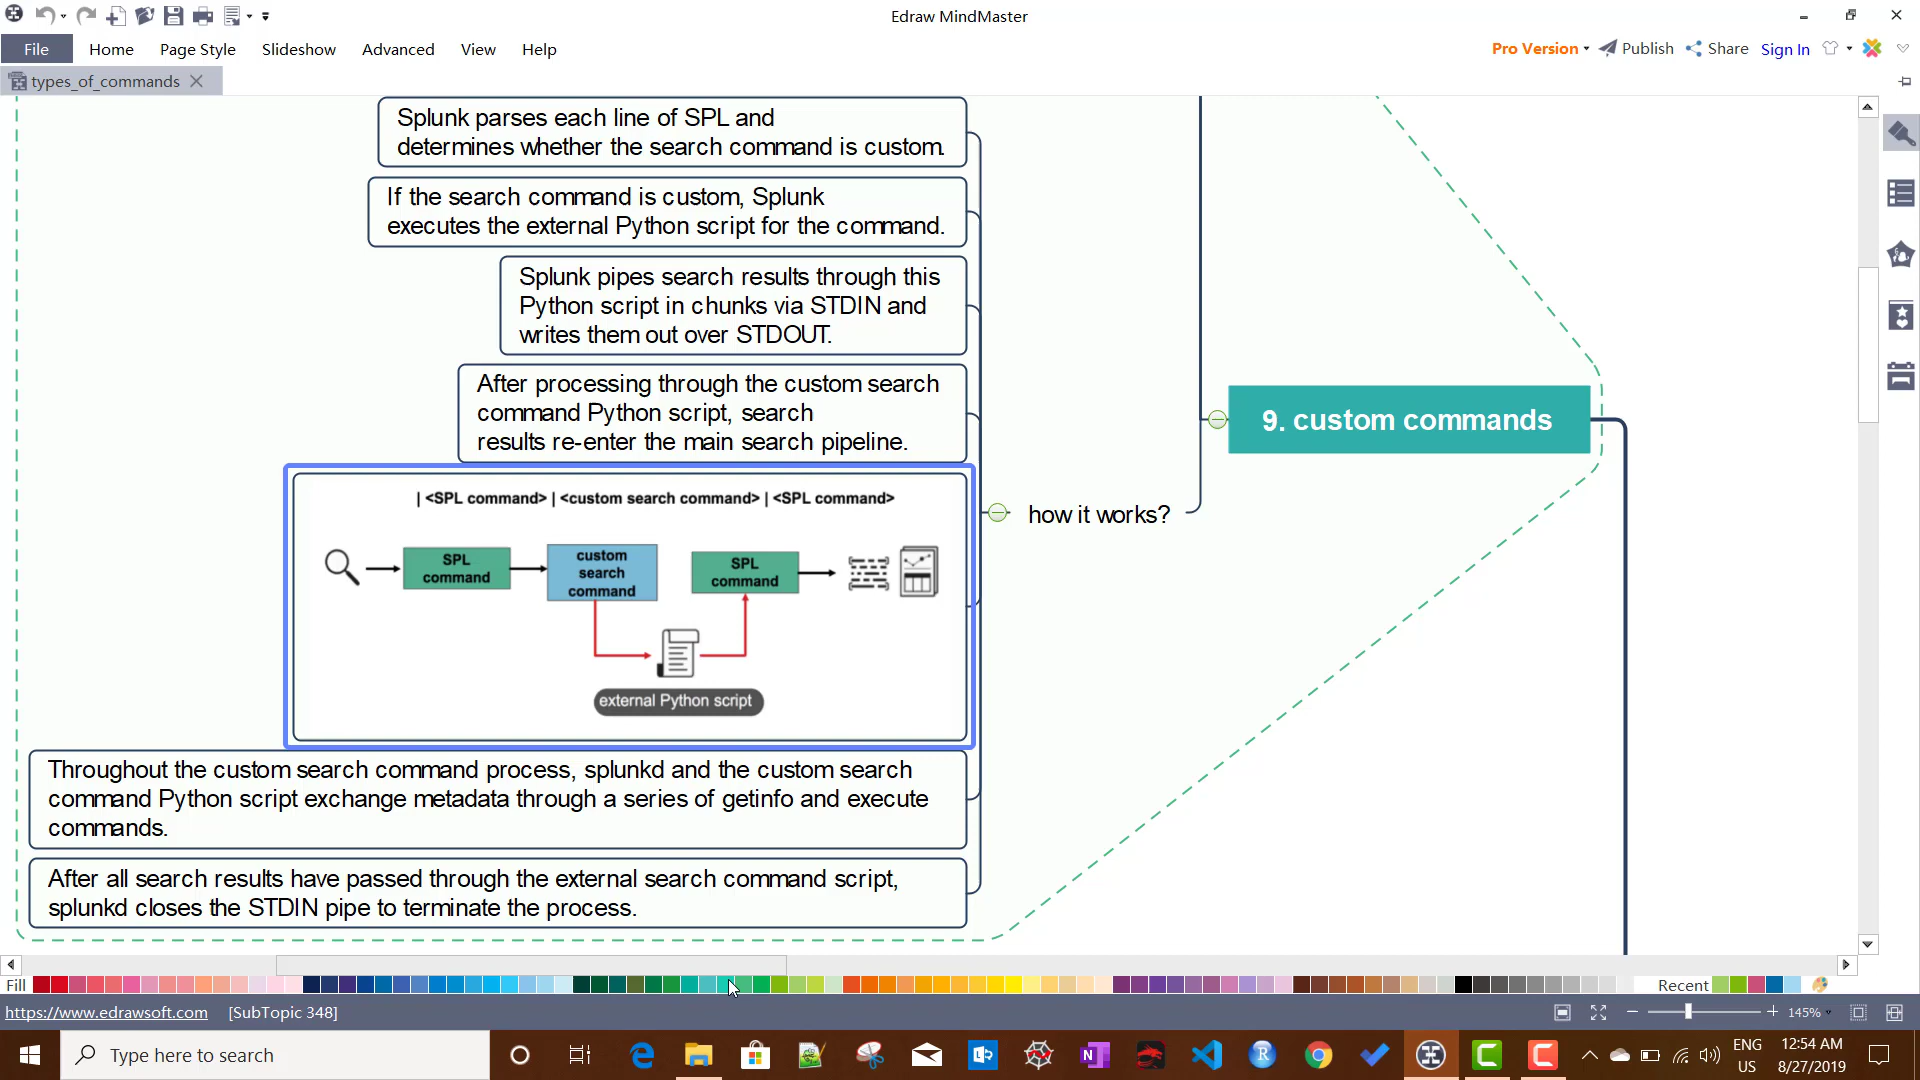 Edraw MindMaster
File
Home
Page Style
Slideshow
Advanced
View
Help
Pro Version
Publish
Share
Sign In
types_of_commands
Splunk parses each line of SPL and
determines whether the search command is custom.
If the search command is custom, Splunk
executes the external Python script for the command.
Splunk pipes search results through this
Python script in chunks via STDIN and
writes them out over STDOUT.
After processing through the custom search
command Python script, search
results re-enter the main search pipeline.
| <SPL command> | <custom search command> | <SPL command>
SPL
command
custom
search
command
SPL
command
external Python script
Throughout the custom search command process, splunkd and the custom search
command Python script exchange metadata through a series of getinfo and execute
commands.
After all search results have passed through the external search command script,
splunkd closes the STDIN pipe to terminate the process.
how it works?
9. custom commands
Fill
Recent
https://www.edrawsoft.com
[SubTopic 348]
145%
Type here to search
ENG
US
12:54 AM
8/27/2019